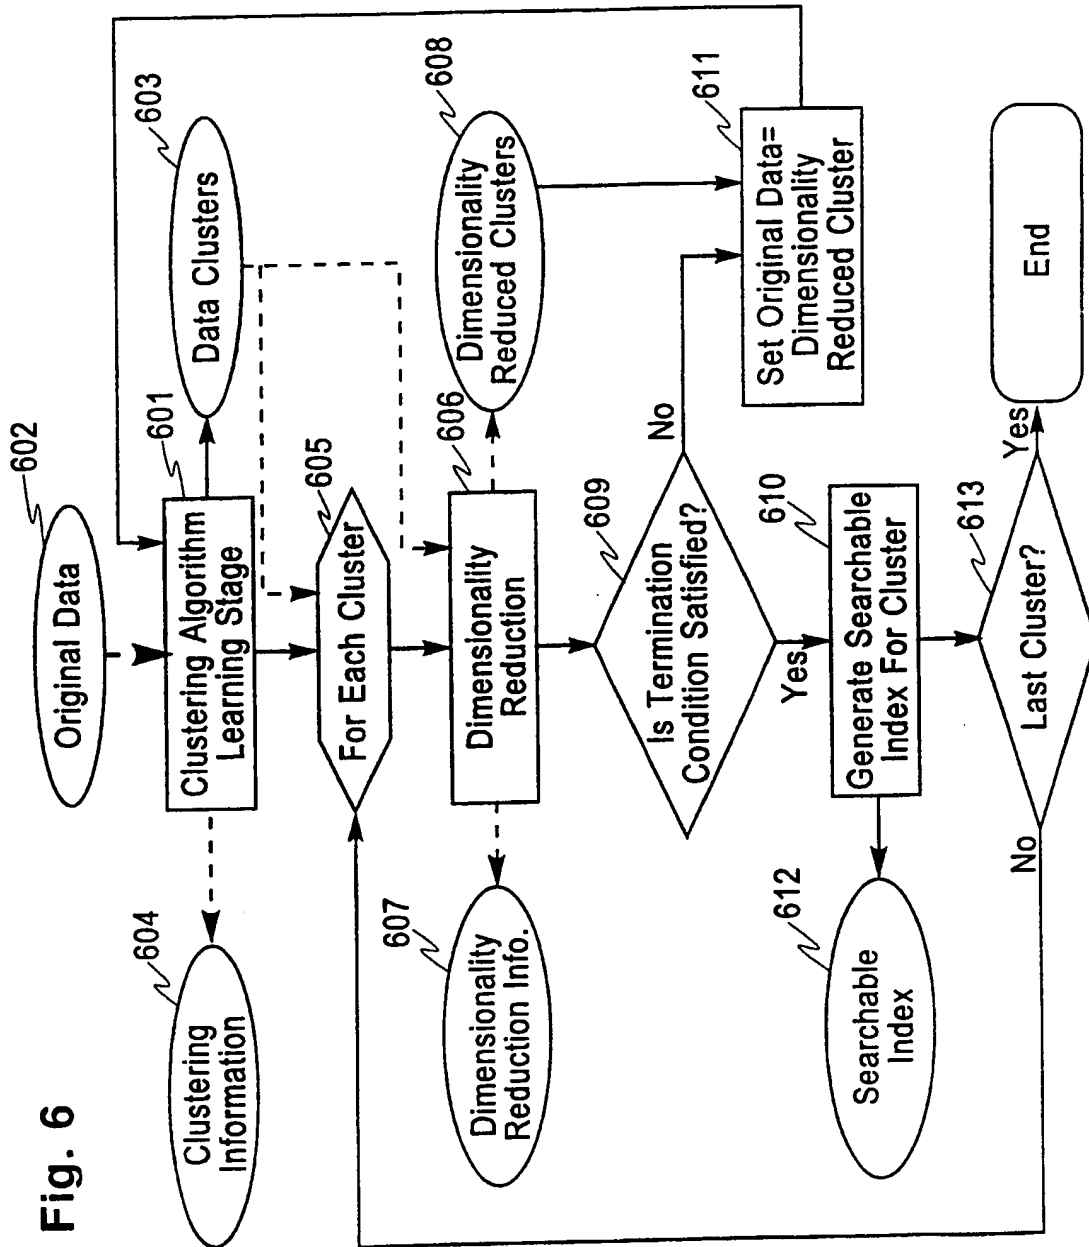 Fig. 6
602
Original Data
601
Clustering Algorithm
Learning Stage
603
Data Clusters
604
Clustering
Information
605
For Each Cluster
606
Dimensionality
Reduction
607
Dimensionality
Reduction Info.
608
Dimensionality
Reduced Clusters
609
Is Termination
Condition Satisfied?
No
Yes
611
Set Original Data=
Dimensionality
Reduced Cluster
610
Generate Searchable
Index For Cluster
612
Searchable
Index
613
Last Cluster?
No
Yes
End